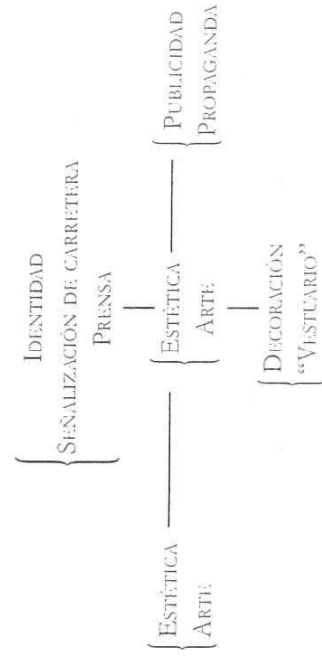 IDENTIDAD
SEÑALIZACIÓN DE CARRETERA
PRENSA
ESTÉTICA
ARTE
ESTÉTICA
ARTE
PUBLICIDAD
PROPAGANDA
DECORACIÓN
“VESTUARIO”